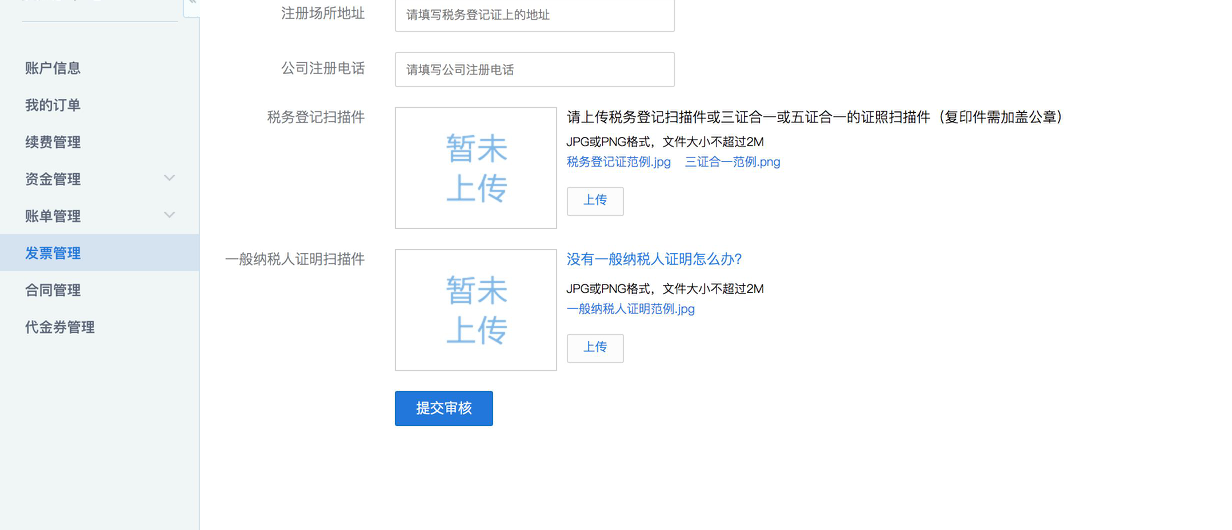 账户信息
我的订单
续费管理
资金管理
账单管理
发票管理
合同管理
代金券管理
注册场所地址
请填写税务登记证上的地址
公司注册电话
请填写公司注册电话
税务登记扫描件
暂未
上传
请上传税务登记扫描件或三证合一或五证合一的证照扫描件（复印件需加盖公章）
JPG或PNG格式，文件大小不超过2M
税务登记证范例.jpg 三证合一范例.png
上传
一般纳税人证明扫描件
暂未
上传
没有一般纳税人证明怎么办?
JPG或PNG格式，文件大小不超过2M
一般纳税人证明范例.jpg
上传
提交审核